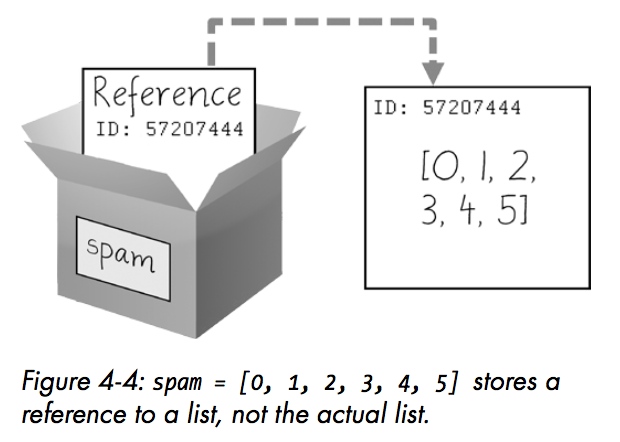 Reference
ID: 57207444
spam
ID: 57207444
[0, 1, 2,
3, 4, 5]
Figure 4-4: spam = [0, 1, 2, 3, 4, 5] stores a
reference to a list, not the actual list.